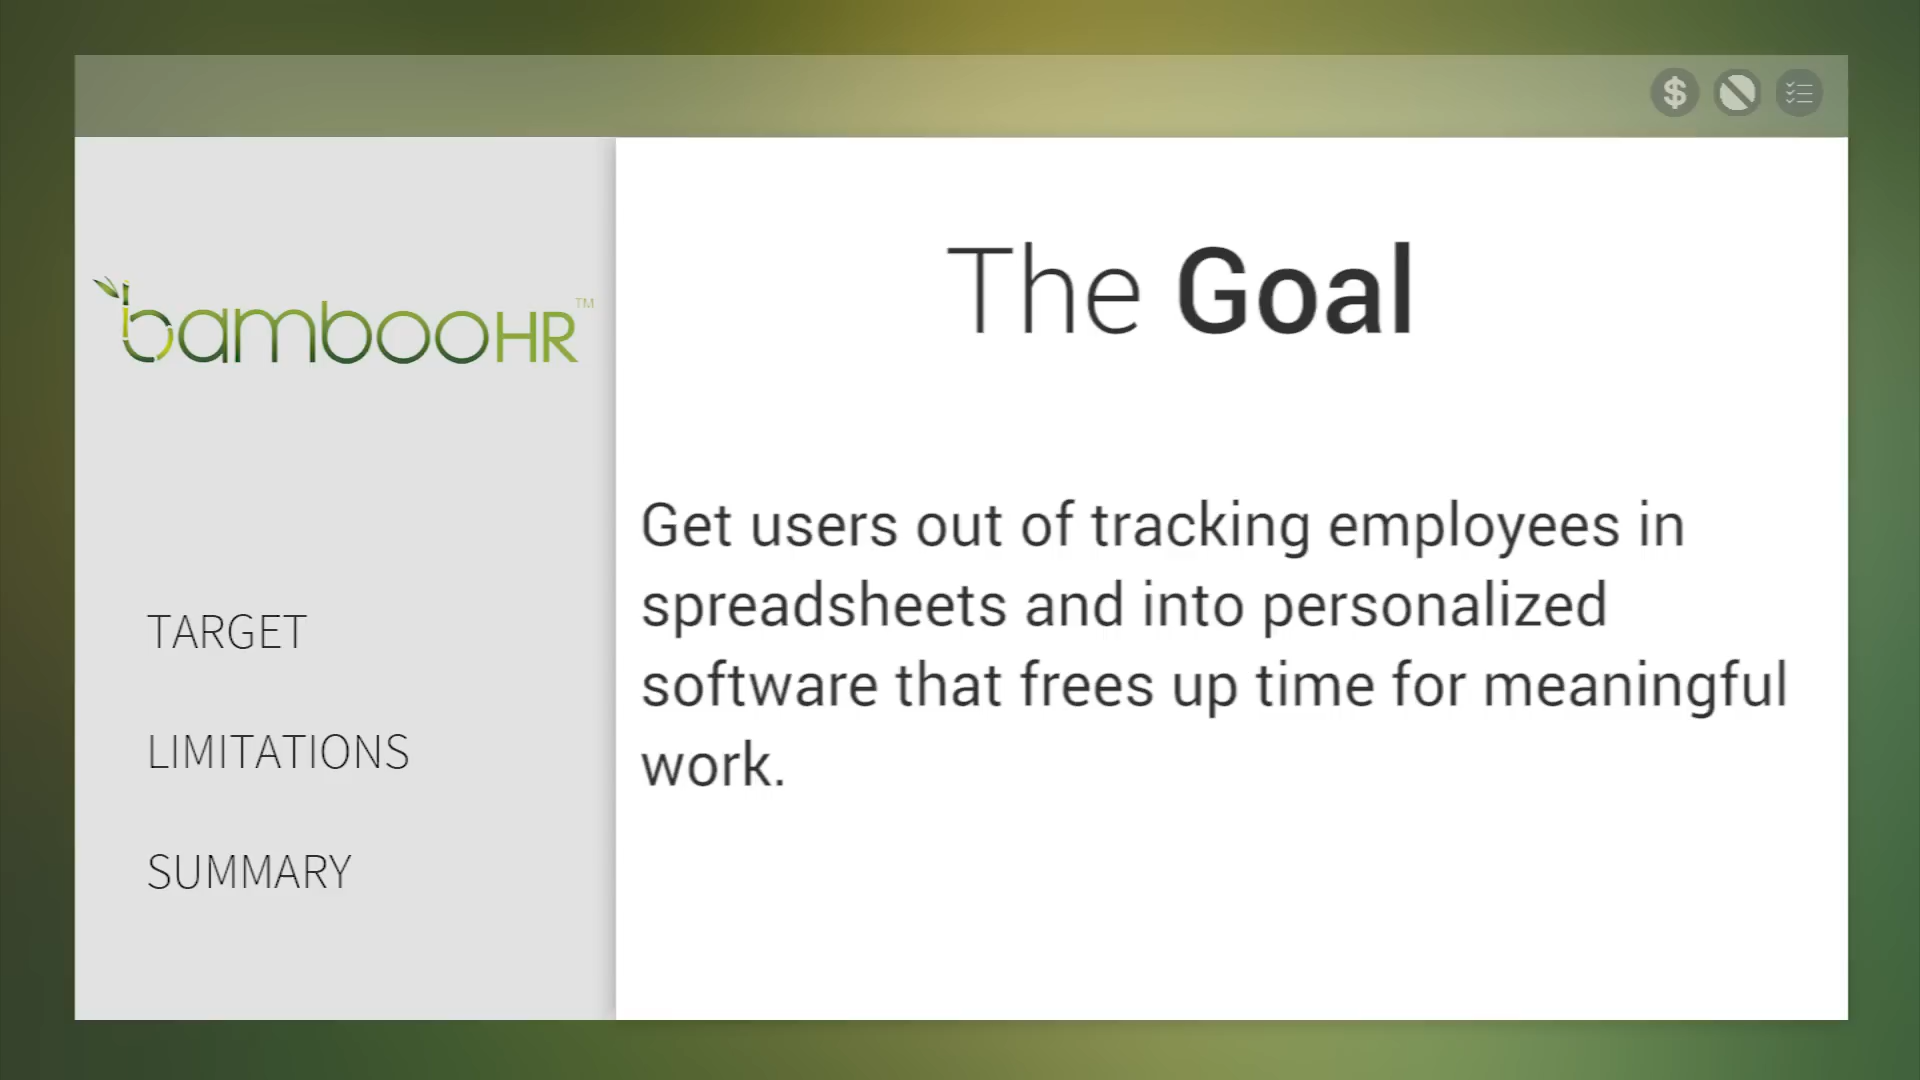 bambooHR™
TARGET
LIMITATIONS
SUMMARY
The Goal
Get users out of tracking employees in
spreadsheets and into personalized
software that frees up time for meaningful
work.
$